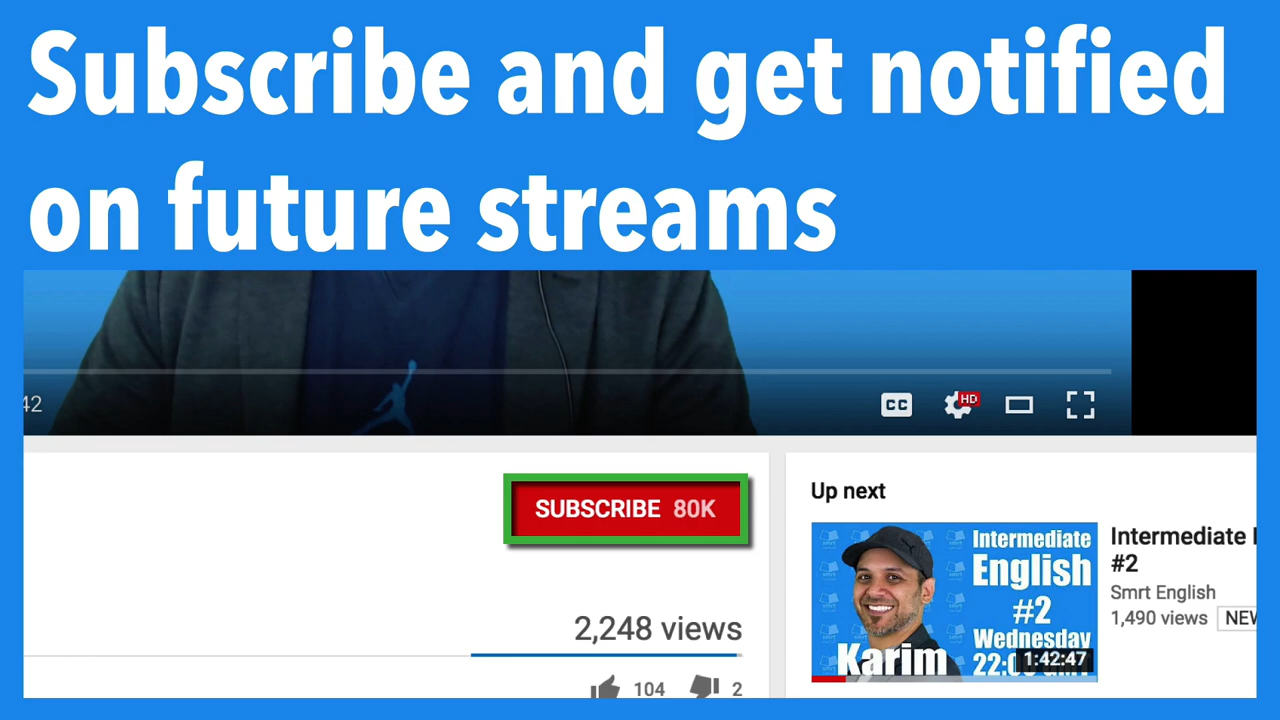 Subscribe and get notified
on future streams
42
CC
HD
SUBSCRIBE 80K
2,248 views
104
2
Up next
Intermediate
English
#2
Wednesday
Karim
1:42:47
Intermediate
#2
Smrt English
1,490 views
NEW